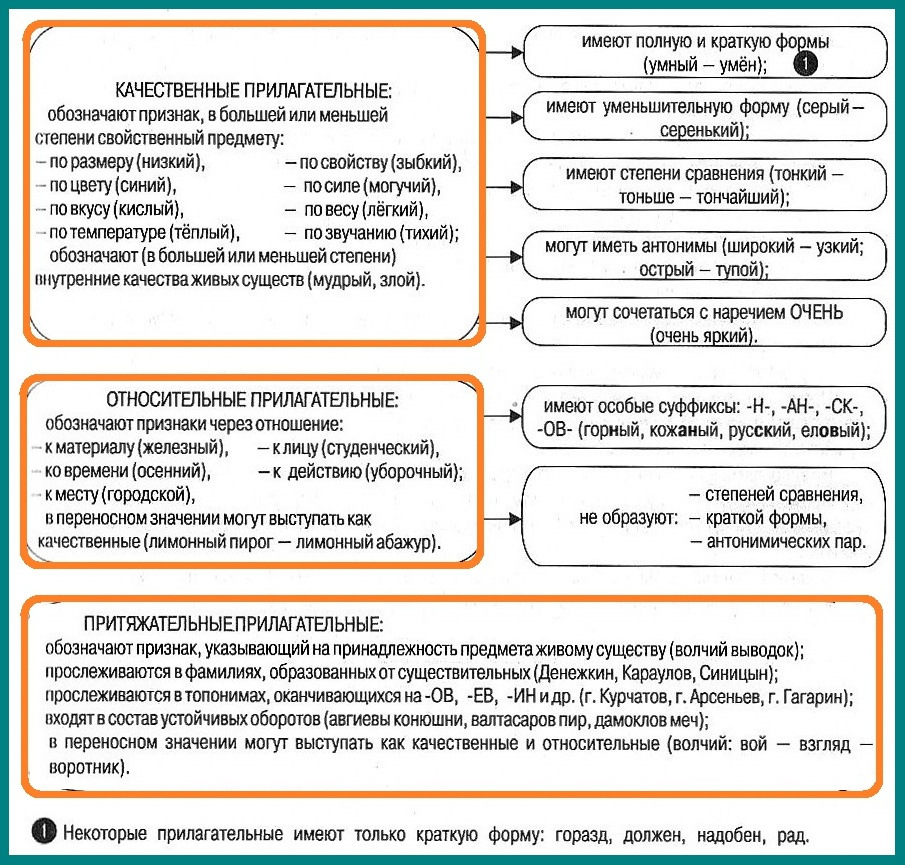 КАЧЕСТВЕННЫЕ ПРИЛАГАТЕЛЬНЫЕ:
обозначают признак, в большей или меньшей
степени свойственный предмету:
– по размеру (низкий), – по свойству (зыбкий),
– по цвету (синий), – по силе (могучий),
– по вкусу (кислый), – по весу (лёгкий),
– по температуре (тёплый), – по звучанию (тихий);
обозначают (в большей или меньшей степени)
внутренние качества живых существ (мудрый, злой).
имеют полную и краткую формы
(умный – умён); 1
имеют уменьшительную форму (серый –
серенький);
имеют степени сравнения (тонкий –
тоньше – тончайший);
могут иметь антонимы (широкий – узкий;
острый – тупой);
могут сочетаться с наречием ОЧЕНЬ
(очень яркий).
ОТНОСИТЕЛЬНЫЕ ПРИЛАГАТЕЛЬНЫЕ:
обозначают признаки через отношение:
– к материалу (железный), – к лицу (студенческий),
– ко времени (осенний), – к действию (уборочный);
– к месту (городской),
в переносном значении могут выступать как
качественные (лимонный пирог – лимонный абажур).
имеют особые суффиксы: -Н-, -АН-, -СК-,
-ОВ- (горный, кожаный, русский, еловый);
– степеней сравнения,
не образуют: – краткой формы,
– антонимических пар.
ПРИТЯЖАТЕЛЬНЫЕ ПРИЛАГАТЕЛЬНЫЕ:
обозначают признак, указывающий на принадлежность предмета живому существу (волчий выводок);
прослеживаются в фамилиях, образованных от существительных (Денежкин, Караулов, Синицын);
прослеживаются в топонимах, оканчивающихся на -ОВ, -ЕВ, -ИН и др. (г. Курчатов, г. Арсеньев, г. Гагарин);
входят в состав устойчивых оборотов (авгиевы конюшни, валтасаров пир, дамоклов меч);
в переносном значении могут выступать как качественные и относительные (волчий: вой – взгляд –
воротник).
1 Некоторые прилагательные имеют только краткую форму: горазд, должен, надобен, рад.